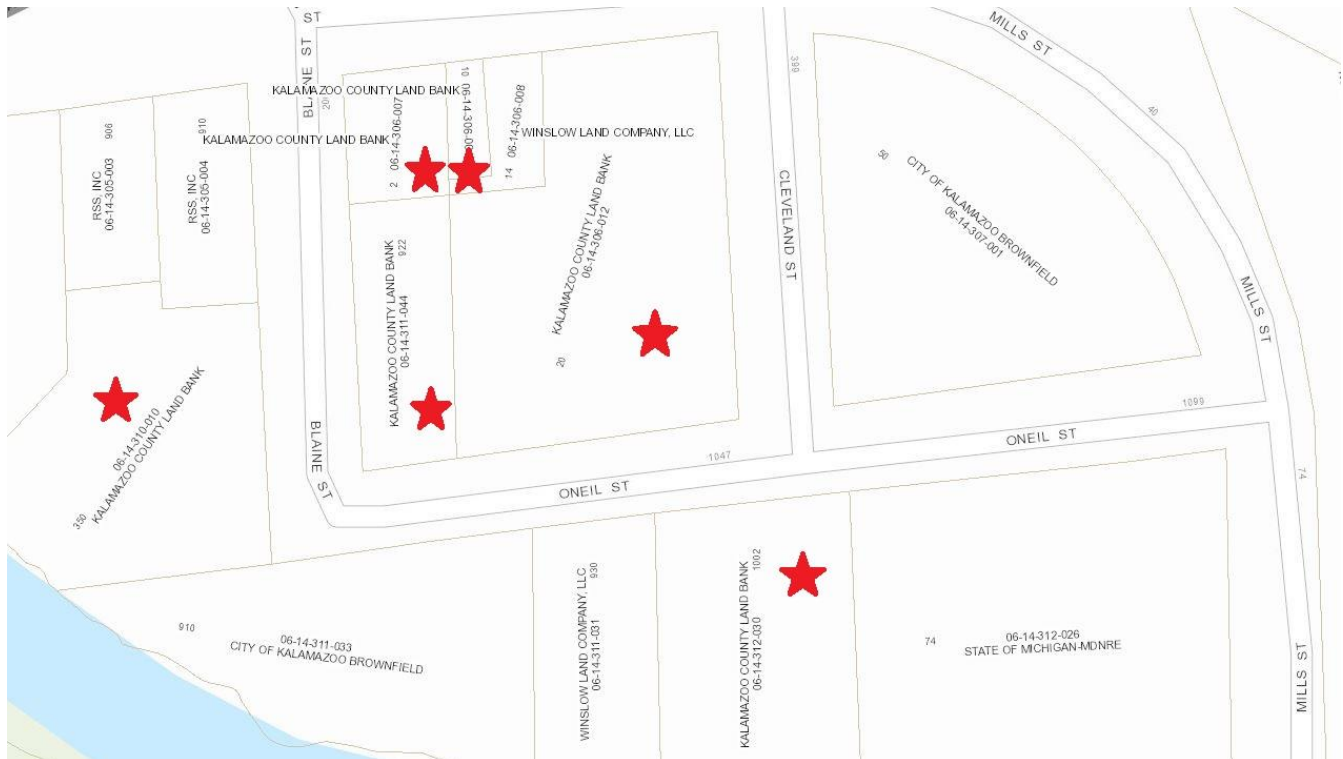 ST
BLAINE ST
200
KALAMAZOO COUNTY LAND BANK
KALAMAZOO COUNTY LAND BANK
2 06-14-306-007
10 06-14-306-00
14 06-14-306-008
WINSLOW LAND COMPANY, LLC
399
CLEVELAND ST
MILLS ST
40
50
CITY OF KALAMAZOO BROWNFIELD
06-14-307-001
MILLS ST
906
RSS, INC
06-14-305-003
910
RSS, INC
06-14-305-004
KALAMAZOO COUNTY LAND BANK
922
06-14-311-044
KALAMAZOO COUNTY LAND BANK
06-14-306-012
20
06-14-310-010
KALAMAZOO COUNTY LAND BANK
350
BLAINE ST
ONEIL ST
1047
ONEIL ST
1099
74
910
06-14-311-033
CITY OF KALAMAZOO BROWNFIELD
WINSLOW LAND COMPANY, LLC
930
06-14-311-031
KALAMAZOO COUNTY LAND BANK
1002
06-14-312-030
74
06-14-312-026
STATE OF MICHIGAN-MDNRE
MILLS ST